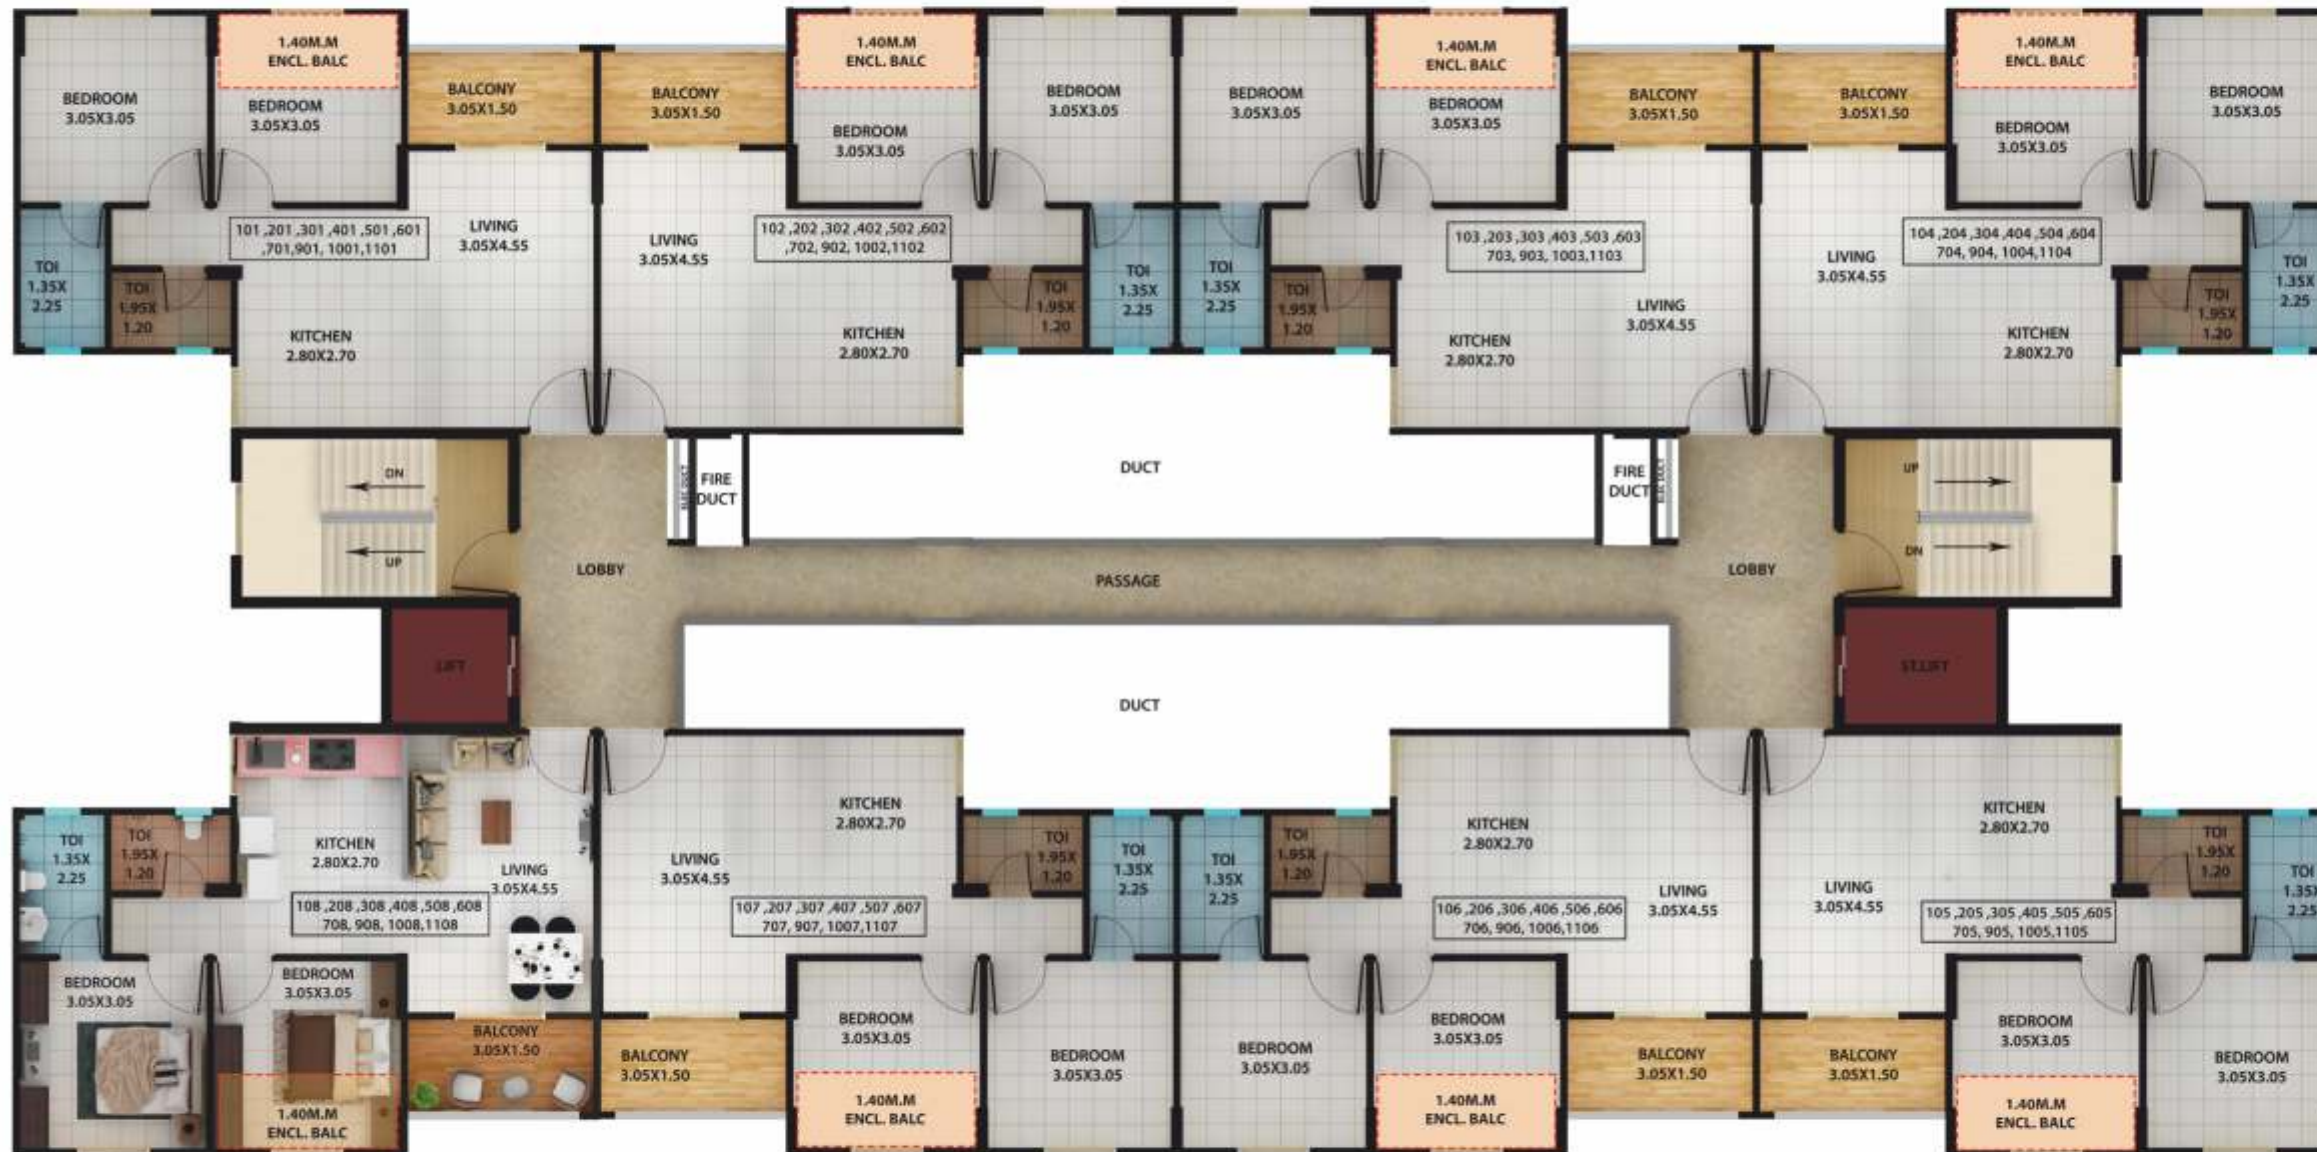 1.40M.M
ENCL. BALC
BEDROOM
3.05X3.05
BEDROOM
3.05X3.05
BALCONY
3.05X1.50
TOI
1.35X
2.25
TOI
1.95X
1.20
101 ,201 ,301 ,401 ,501 ,601
,701,901, 1001,1101
LIVING
3.05X4.55
KITCHEN
2.80X2.70
BALCONY
3.05X1.50
1.40M.M
ENCL. BALC
BEDROOM
3.05X3.05
BEDROOM
3.05X3.05
LIVING
3.05X4.55
102 ,202 ,302 ,402 ,502 ,602
,702, 902, 1002,1102
KITCHEN
2.80X2.70
TOI
1.95X
1.20
TOI
1.35X
2.25
BEDROOM
3.05X3.05
1.40M.M
ENCL. BALC
BEDROOM
3.05X3.05
BALCONY
3.05X1.50
TOI
1.35X
2.25
TOI
1.95X
1.20
103 ,203 ,303 ,403 ,503 ,603
703, 903, 1003,1103
LIVING
3.05X4.55
KITCHEN
2.80X2.70
BALCONY
3.05X1.50
1.40M.M
ENCL. BALC
BEDROOM
3.05X3.05
BEDROOM
3.05X3.05
LIVING
3.05X4.55
104 ,204 ,304 ,404 ,504 ,604
704, 904, 1004,1104
KITCHEN
2.80X2.70
TOI
1.95X
1.20
TOI
1.35X
2.25
DN
UP
LOBBY
LIFT
ELEC DUCT
FIRE
DUCT
DUCT
PASSAGE
DUCT
FIRE
DUCT
ELEC DUCT
LOBBY
UP
DN
ST.LIFT
TOI
1.35X
2.25
TOI
1.95X
1.20
KITCHEN
2.80X2.70
LIVING
3.05X4.55
108 ,208 ,308 ,408 ,508 ,608
708, 908, 1008,1108
BEDROOM
3.05X3.05
BEDROOM
3.05X3.05
BALCONY
3.05X1.50
1.40M.M
ENCL. BALC
KITCHEN
2.80X2.70
LIVING
3.05X4.55
107 ,207 ,307 ,407 ,507 ,607
707, 907, 1007,1107
TOI
1.95X
1.20
TOI
1.35X
2.25
BALCONY
3.05X1.50
BEDROOM
3.05X3.05
1.40M.M
ENCL. BALC
BEDROOM
3.05X3.05
TOI
1.35X
2.25
TOI
1.95X
1.20
KITCHEN
2.80X2.70
LIVING
3.05X4.55
106 ,206 ,306 ,406 ,506 ,606
706, 906, 1006,1106
BEDROOM
3.05X3.05
BEDROOM
3.05X3.05
1.40M.M
ENCL. BALC
BALCONY
3.05X1.50
KITCHEN
2.80X2.70
LIVING
3.05X4.55
105 ,205 ,305 ,405 ,505 ,605
705, 905, 1005,1105
TOI
1.95X
1.20
TOI
1.35X
2.25
BALCONY
3.05X1.50
BEDROOM
3.05X3.05
1.40M.M
ENCL. BALC
BEDROOM
3.05X3.05